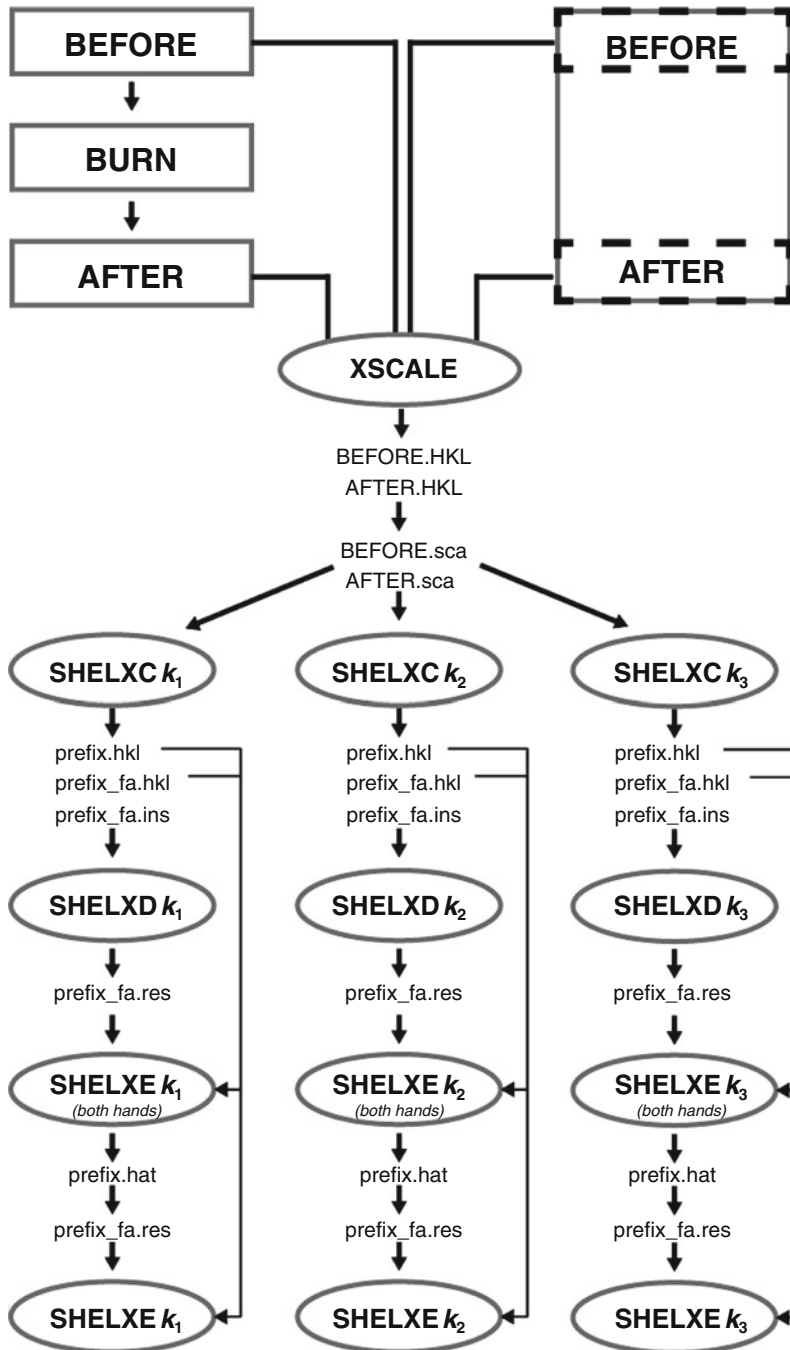 BEFORE
BURN
AFTER
BEFORE
AFTER
XSCALE
BEFORE.HKL
AFTER.HKL
BEFORE.sca
AFTER.sca
SHELXC k₁
prefix.hkl
prefix_fa.hkl
prefix_fa.ins
SHELXD k₁
prefix_fa.res
SHELXE k₁
(both hands)
prefix.hat
prefix_fa.res
SHELXE k₁
SHELXC k₂
prefix.hkl
prefix_fa.hkl
prefix_fa.ins
SHELXD k₂
prefix_fa.res
SHELXE k₂
(both hands)
prefix.hat
prefix_fa.res
SHELXE k₂
SHELXC k₃
prefix.hkl
prefix_fa.hkl
prefix_fa.ins
SHELXD k₃
prefix_fa.res
SHELXE k₃
(both hands)
prefix.hat
prefix_fa.res
SHELXE k₃